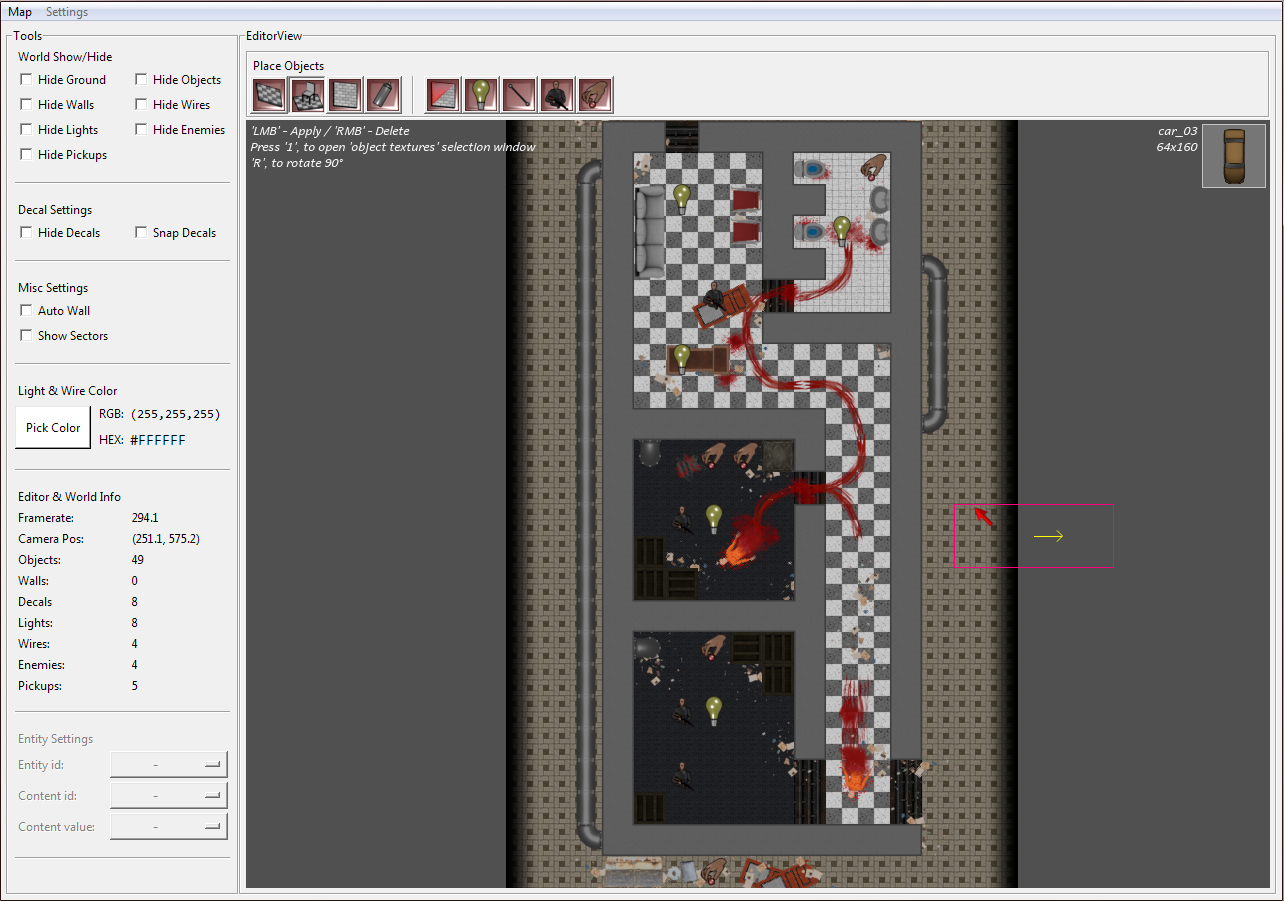 Map Settings
Tools
World Show/Hide
Hide Ground Hide Objects
Hide Walls Hide Wires
Hide Lights Hide Enemies
Hide Pickups
Decal Settings
Hide Decals Snap Decals
Misc Settings
Auto Wall
Show Sectors
Light & Wire Color
Pick Color
RGB: (255,255,255)
HEX: #FFFFFF
Editor & World Info
Framerate: 294.1
Camera Pos: (251.1, 575.2)
Objects: 49
Walls: 0
Decals 8
Lights: 8
Wires: 4
Enemies: 4
Pickups: 5
Entity Settings
Entity id: -
Content id: -
Content value: -
EditorView
Place Objects
'LMB' - Apply / 'RMB' - Delete
Press '1', to open 'object textures' selection window
'R', to rotate 90°
car_03
64x160